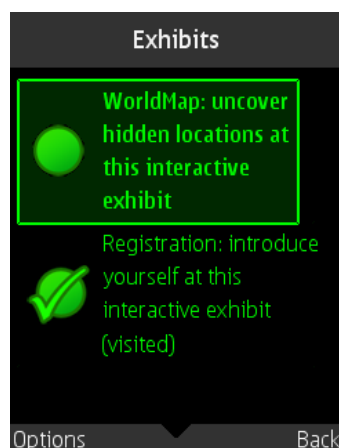 Exhibits
WorldMap: uncover
hidden locations at
this interactive
exhibit
Registration: introduce
yourself at this
interactive exhibit
(visited)
Options Back